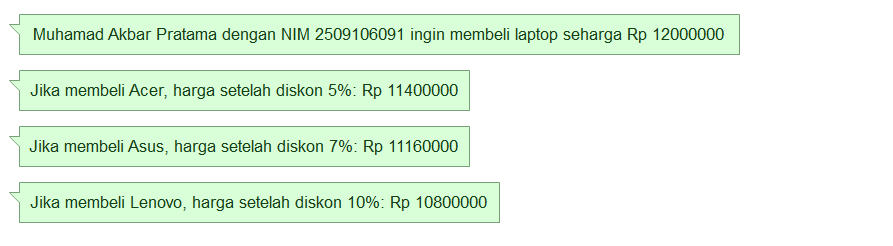 Muhamad Akbar Pratama dengan NIM 2509106091 ingin membeli laptop seharga Rp 12000000
Jika membeli Acer, harga setelah diskon 5%: Rp 11400000
Jika membeli Asus, harga setelah diskon 7%: Rp 11160000
Jika membeli Lenovo, harga setelah diskon 10%: Rp 10800000